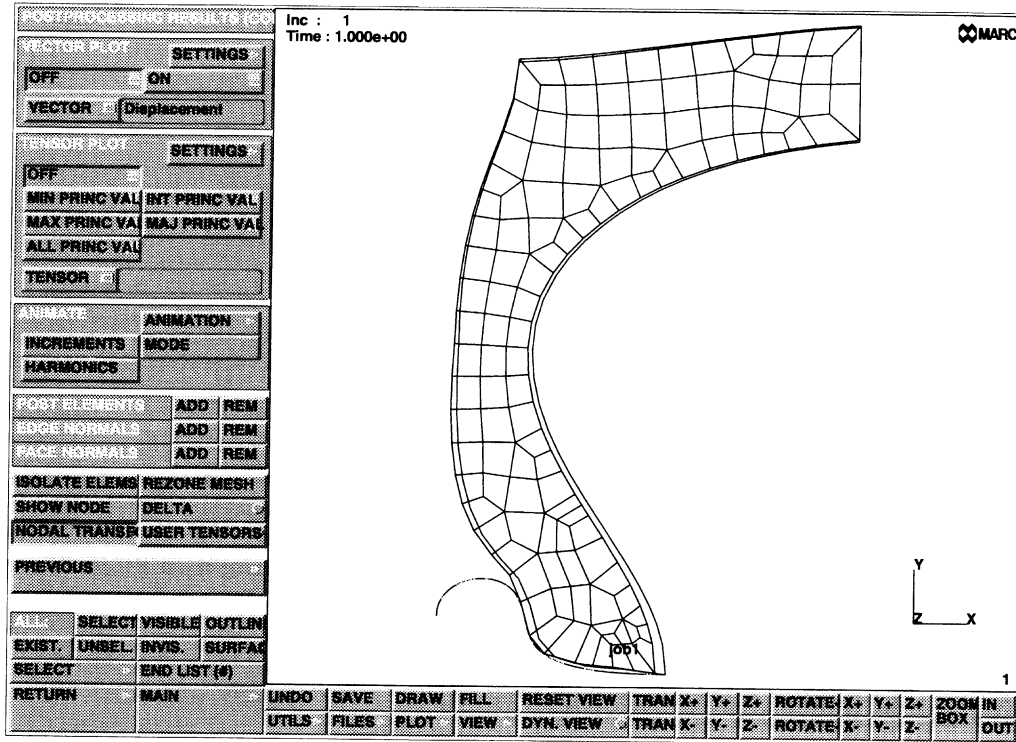 POSTPROCESSING RESULTS (CO
VECTOR PLOT SETTINGS
OFF ON
VECTOR Displacement
TENSOR PLOT SETTINGS
OFF
MIN PRINC VAL INT PRINC VAL
MAX PRINC VAL MAJ PRINC VAL
ALL PRINC VAL
TENSOR
ANIMATE ANIMATION
INCREMENTS MODE
HARMONICS
POST ELEMENTS ADD REM
EDGE NORMALS ADD REM
FACE NORMALS ADD REM
ISOLATE ELEMS REZONE MESH
SHOW NODE DELTA
NODAL TRANSF USER TENSORS
PREVIOUS
ALL: SELECT VISIBLE OUTLIN
EXIST. UNSEL. INVIS. SURFAC
SELECT END LIST (#)
RETURN MAIN
Inc : 1
Time : 1.000e+00
MARC
job1
Y
Z X
1
UNDO SAVE DRAW FILL RESET VIEW TRAN X+ Y+ Z+ ROTATE X+ Y+ Z+ ZOOM BOX IN
UTILS FILES PLOT VIEW DYN. VIEW TRAN X- Y- Z- ROTATE X- Y- Z- OUT